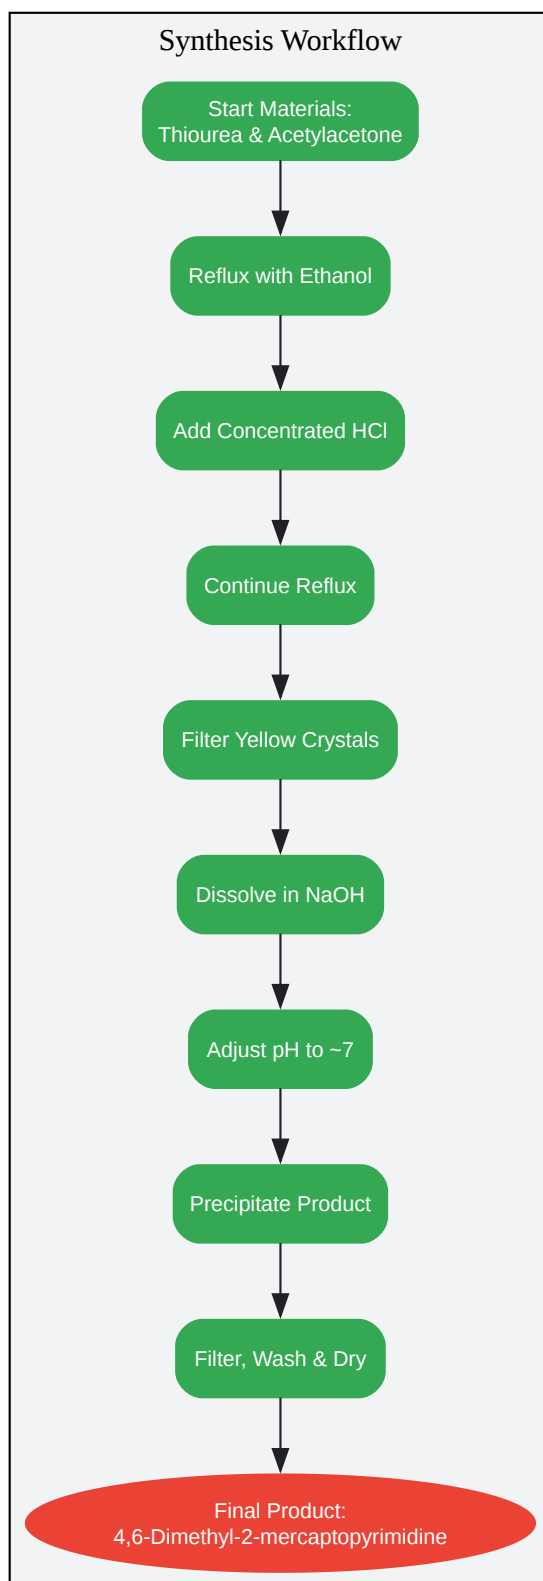 Synthesis Workflow
Start Materials:
Thiourea & Acetylacetone
Reflux with Ethanol
Add Concentrated HCl
Continue Reflux
Filter Yellow Crystals
Dissolve in NaOH
Adjust pH to ~7
Precipitate Product
Filter, Wash & Dry
Final Product:
4,6-Dimethyl-2-mercaptopyrimidine